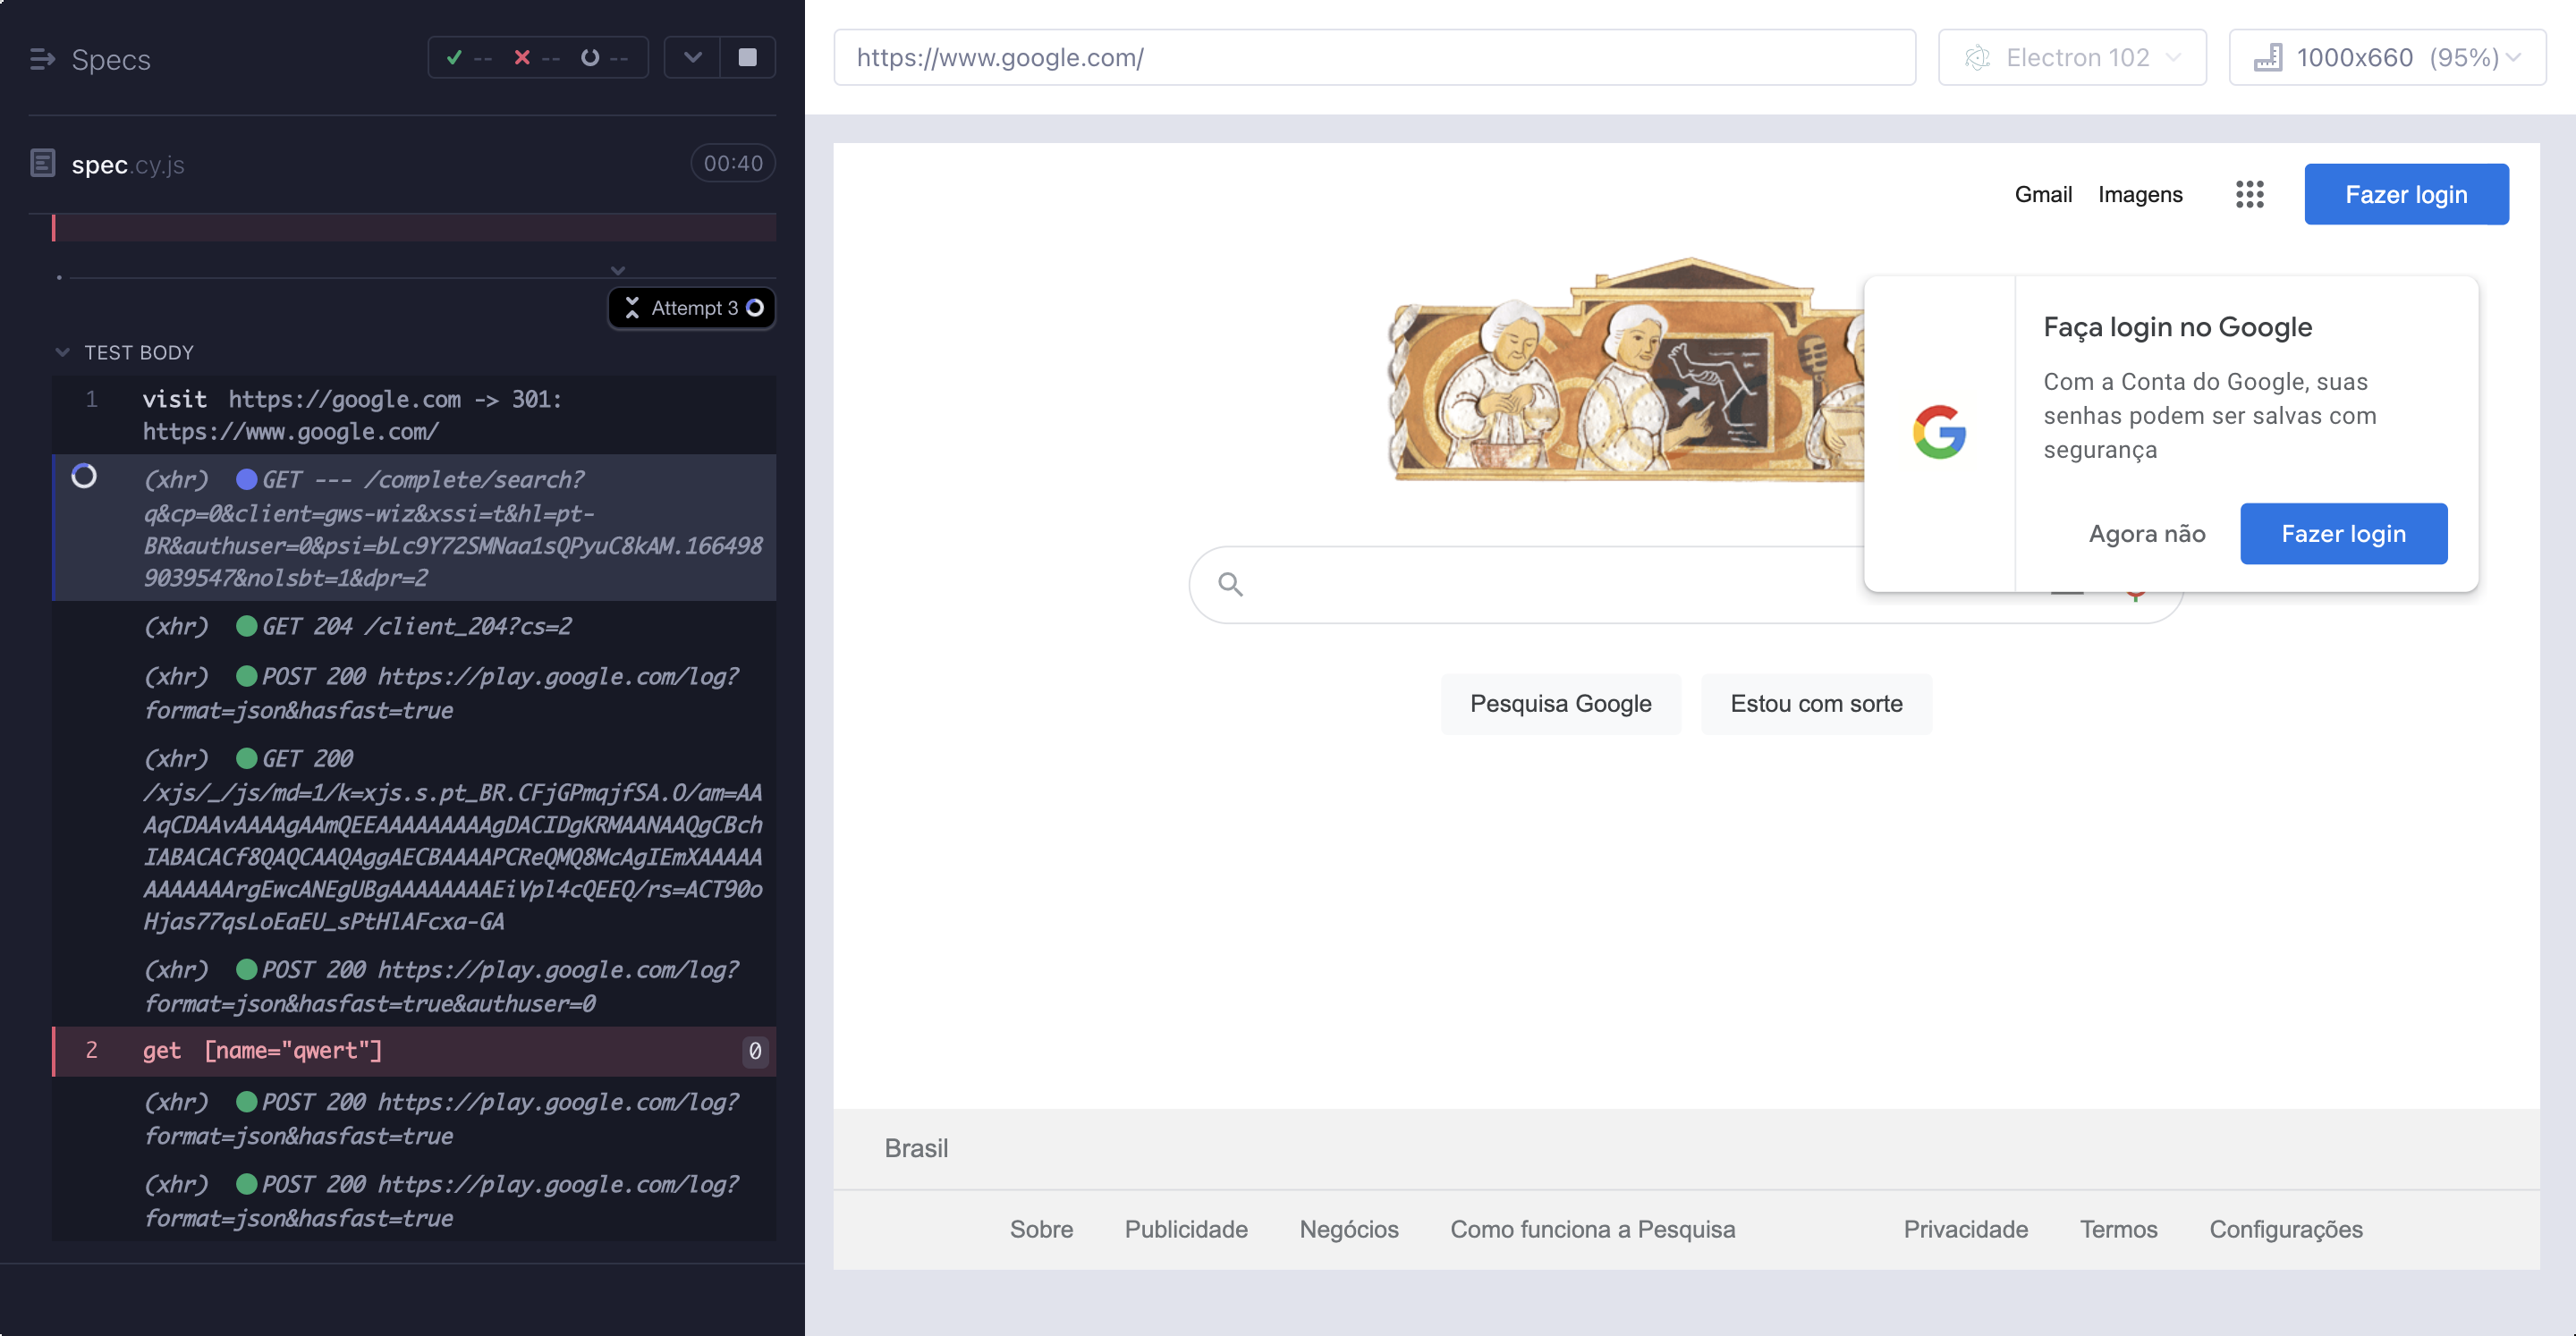 Specs
-- -- --
spec.cy.js
00:40
Attempt 3
TEST BODY
1 visit https://google.com -> 301:
https://www.google.com/
(xhr) GET --- /complete/search?
q&cp=0&client=gws-wiz&xssi=t&hl=pt-
BR&authuser=0&psi=bLc9Y72SMNaa1sQPyuC8kAM.166498
9039547&nolsbt=1&dpr=2
(xhr) GET 204 /client_204?cs=2
(xhr) POST 200 https://play.google.com/log?
format=json&hasfast=true
(xhr) GET 200
/xjs/_/js/md=1/k=xjs.s.pt_BR.CFjGPmqjfSA.O/am=AA
AqCDAAvAAAAgAAmQEEAAAAAAAAAgDACIDgKRMAANAAQgCBch
IABACACf8QAQCAAQAggAECBAAAAPCReQMQ8McAgIEmXAAAAA
AAAAAAArgEwcANEgUBgAAAAAAAAEiVpl4cQEEQ/rs=ACT90o
Hjas77qsLoEaEU_sPtHlAFcxa-GA
(xhr) POST 200 https://play.google.com/log?
format=json&hasfast=true&authuser=0
2 get [name="qwert"] 0
(xhr) POST 200 https://play.google.com/log?
format=json&hasfast=true
(xhr) POST 200 https://play.google.com/log?
format=json&hasfast=true
https://www.google.com/
Electron 102
1000x660 (95%)
Gmail Imagens
Fazer login
Faça login no Google
Com a Conta do Google, suas
senhas podem ser salvas com
segurança
Agora não
Fazer login
Pesquisa Google
Estou com sorte
Brasil
Sobre Publicidade Negócios Como funciona a Pesquisa Privacidade Termos Configurações